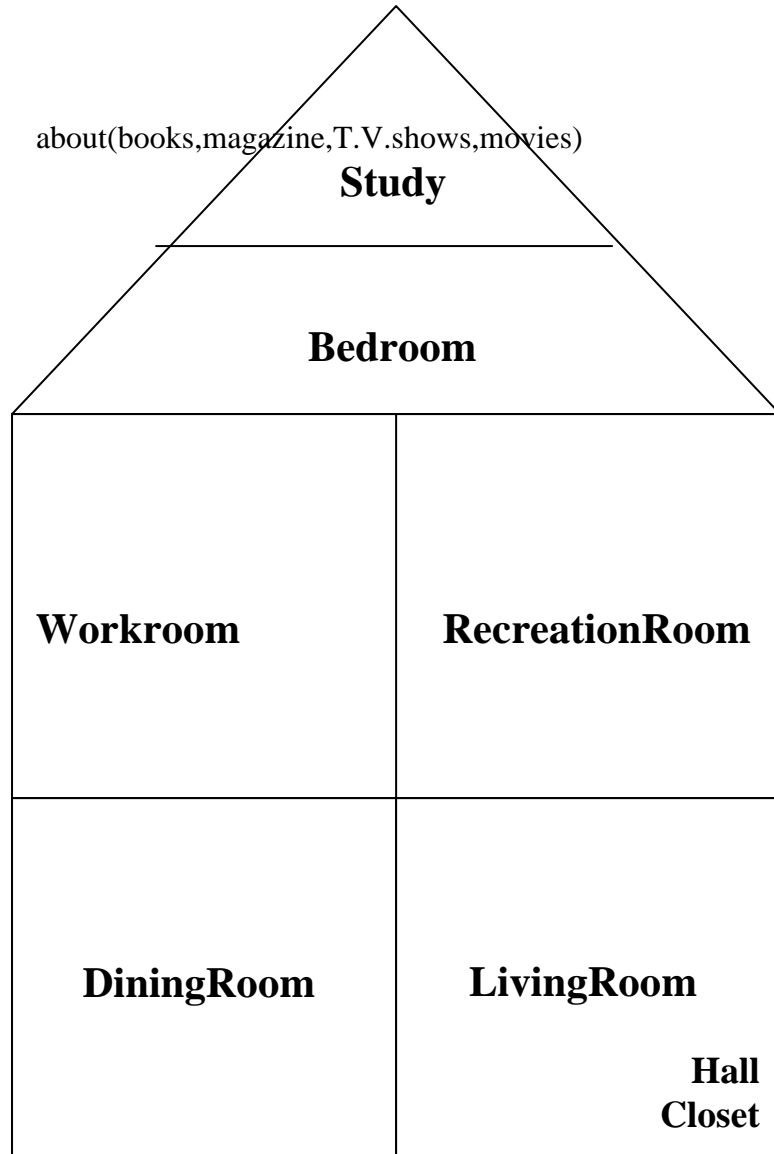 about(books,magazine,T.V.shows,movies)
Study
Bedroom
Workroom
RecreationRoom
DiningRoom
LivingRoom
Hall
Closet